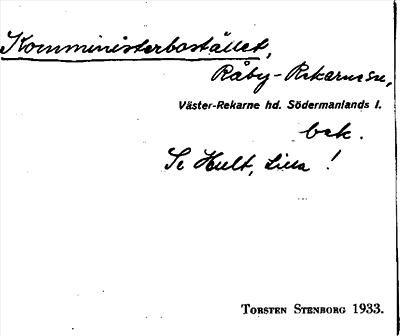 Komministerbostället,
Råby-Rekarne sn,
Väster-Rekarne hd. Södermanlands l.
bek.
Se Hult, Lilla !
Torsten Stenborg 1933.